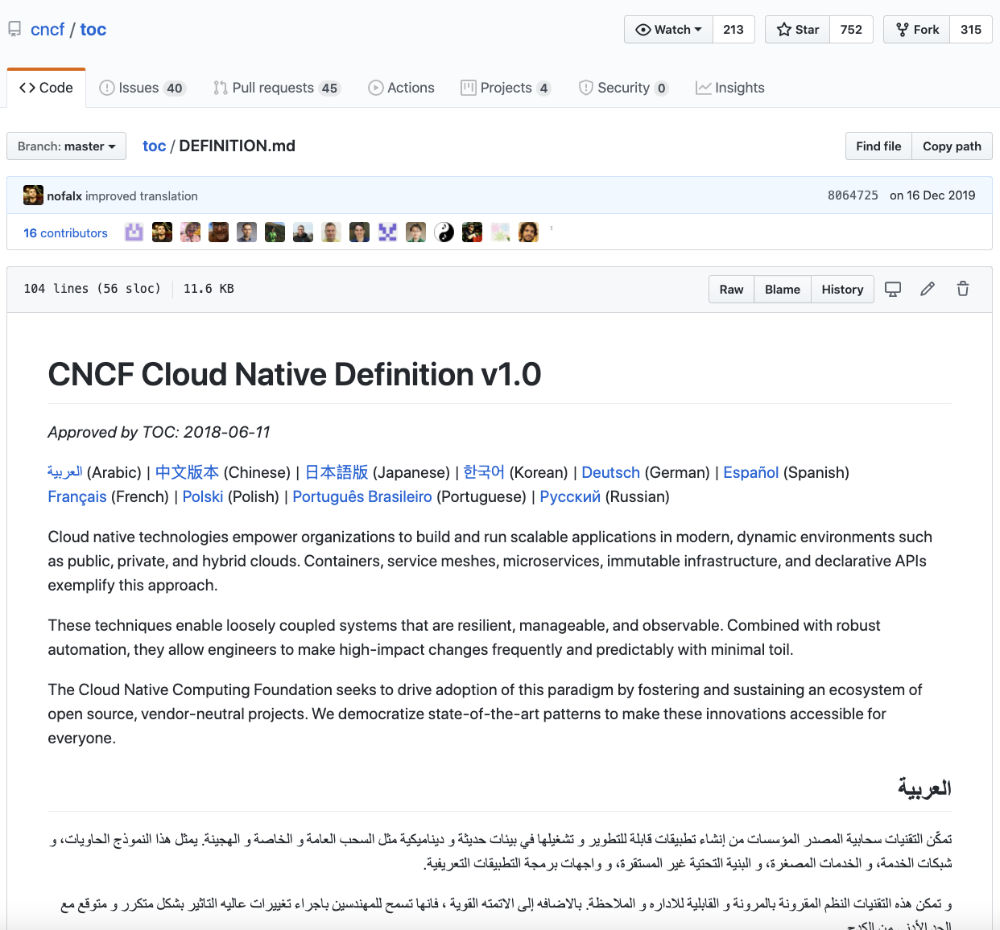 cncf / toc
Watch 213 Star 752 Fork 315
Code Issues 40 Pull requests 45 Actions Projects 4 Security 0 Insights
Branch: master toc / DEFINITION.md Find file Copy path
nofalx improved translation 8064725 on 16 Dec 2019
16 contributors
104 lines (56 sloc) 11.6 KB Raw Blame History
CNCF Cloud Native Definition v1.0
Approved by TOC: 2018-06-11
العربية (Arabic) | 中文版本 (Chinese) | 日本語版 (Japanese) | 한국어 (Korean) | Deutsch (German) | Español (Spanish)
Français (French) | Polski (Polish) | Português Brasileiro (Portuguese) | Русский (Russian)
Cloud native technologies empower organizations to build and run scalable applications in modern, dynamic environments such
as public, private, and hybrid clouds. Containers, service meshes, microservices, immutable infrastructure, and declarative APIs
exemplify this approach.
These techniques enable loosely coupled systems that are resilient, manageable, and observable. Combined with robust
automation, they allow engineers to make high-impact changes frequently and predictably with minimal toil.
The Cloud Native Computing Foundation seeks to drive adoption of this paradigm by fostering and sustaining an ecosystem of
open source, vendor-neutral projects. We democratize state-of-the-art patterns to make these innovations accessible for
everyone.
العربية
تمكّن التقنيات سحابية المصدر المؤسسات من إنشاء تطبيقات قابلة للتطوير و تشغيلها في بيئات حديثة و ديناميكية مثل السحب العامة و الخاصة و الهجينة. يمثل هذا النموذج الحاويات، و
شبكات الخدمة، و الخدمات المصغرة، و البنية التحتية غير المستقرة، و واجهات برمجة التطبيقات التعريفية.
و تمكن هذه التقنيات النظم المقرونة بالمرونة و القابلية للاداره و الملاحظة. بالاضافه إلى الاتمته القوية ، فانها تسمح للمهندسين باجراء تغييرات عاليه التاثير بشكل متكرر و متوقع مع
الحد الأدنى من الكدح.